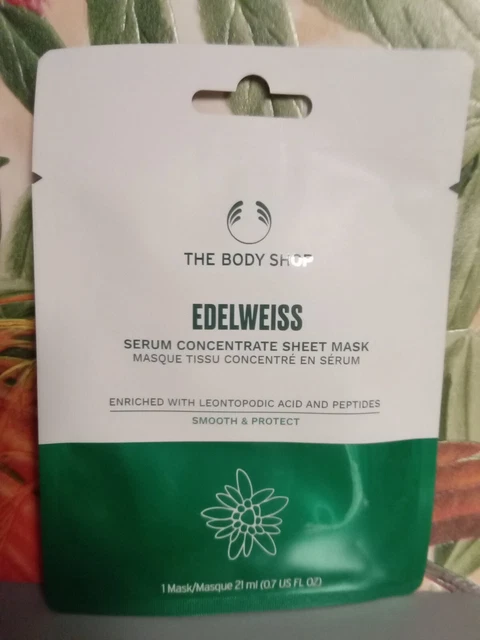 THE BODY SHOP
EDELWEISS
SERUM CONCENTRATE SHEET MASK
MASQUE TISSU CONCENTRÉ EN SÉRUM
ENRICHED WITH LEONTOPODIC ACID AND PEPTIDES
SMOOTH & PROTECT
1 Mask/Masque 21 ml (0.7 US FL OZ)